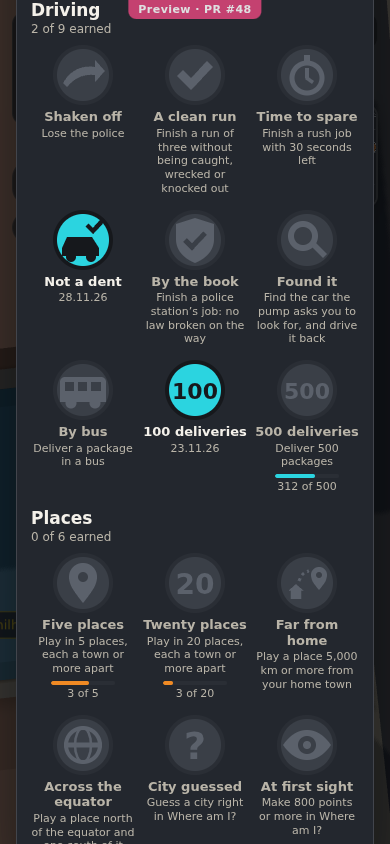 Driving
Preview · PR #48
2 of 9 earned
Shaken off
Lose the police
A clean run
Finish a run of
three without
being caught,
wrecked or
knocked out
Time to spare
Finish a rush job
with 30 seconds
left
Not a dent
28.11.26
By the book
Finish a police
station's job: no
law broken on the
way
Found it
Find the car the
pump asks you to
look for, and drive
it back
By bus
Deliver a package
in a bus
100
100 deliveries
23.11.26
500
500 deliveries
Deliver 500
packages
312 of 500
Places
0 of 6 earned
Five places
Play in 5 places,
each a town or
more apart
3 of 5
20
Twenty places
Play in 20 places,
each a town or
more apart
3 of 20
Far from
home
Play a place 5,000
km or more from
your home town
Across the
equator
Play a place north
of the equator and
one south of it
?
City guessed
Guess a city right
in Where am I?
At first sight
Make 800 points
or more in Where
am I?